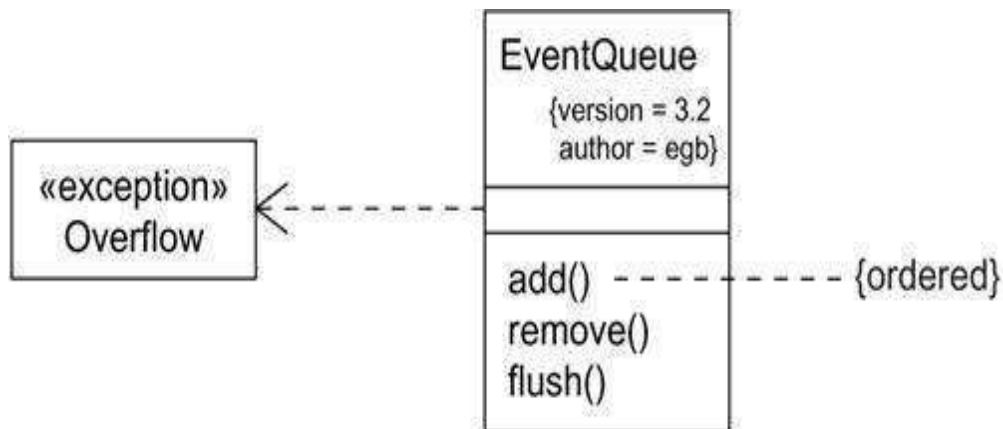 EventQueue
{version = 3.2
author = egb}
«exception»
Overflow
add()
{ordered}
remove()
flush()